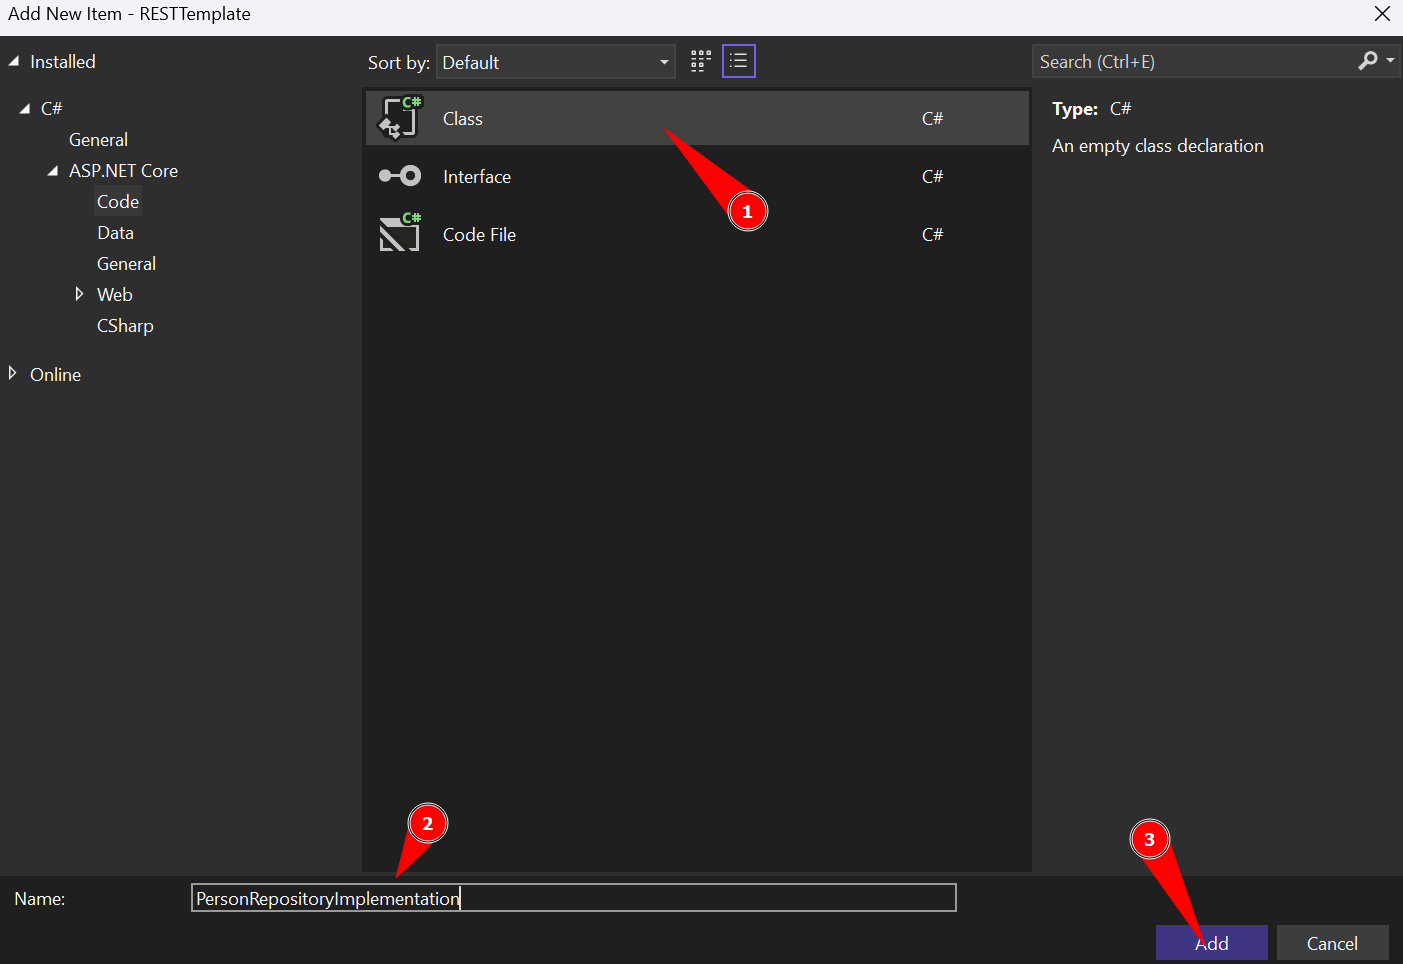 Add New Item - RESTTemplate
Installed
C#
General
ASP.NET Core
Code
Data
General
Web
CSharp
Online
Sort by: Default
C#
Class C#
Interface C#
C#
Code File C#
Search (Ctrl+E)
Type: C#
An empty class declaration
1
2
3
Name: PersonRepositoryImplementation
Add Cancel